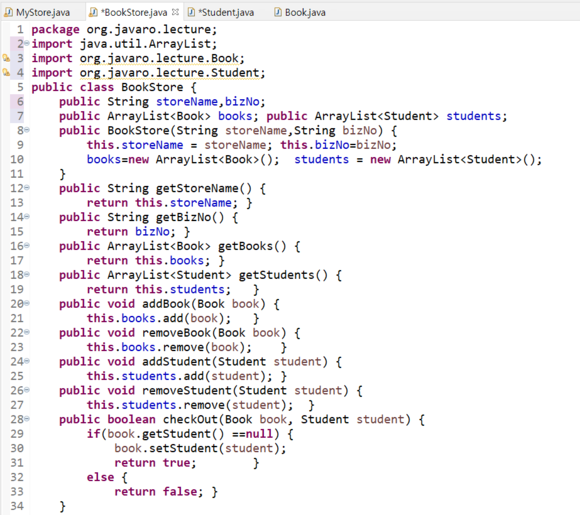 MyStore.java *BookStore.java *Student.java Book.java
1 package org.javaro.lecture;
2 import java.util.ArrayList;
3 import org.javaro.lecture.Book;
4 import org.javaro.lecture.Student;
5 public class BookStore {
6 public String storeName,bizNo;
7 public ArrayList<Book> books; public ArrayList<Student> students;
8 public BookStore(String storeName,String bizNo) {
9 this.storeName = storeName; this.bizNo=bizNo;
10 books=new ArrayList<Book>(); students = new ArrayList<Student>();
11 }
12 public String getStoreName() {
13 return this.storeName; }
14 public String getBizNo() {
15 return bizNo; }
16 public ArrayList<Book> getBooks() {
17 return this.books; }
18 public ArrayList<Student> getStudents() {
19 return this.students; }
20 public void addBook(Book book) {
21 this.books.add(book); }
22 public void removeBook(Book book) {
23 this.books.remove(book); }
24 public void addStudent(Student student) {
25 this.students.add(student); }
26 public void removeStudent(Student student) {
27 this.students.remove(student); }
28 public boolean checkOut(Book book, Student student) {
29 if(book.getStudent() ==null) {
30 book.setStudent(student);
31 return true; }
32 else {
33 return false; }
34 }